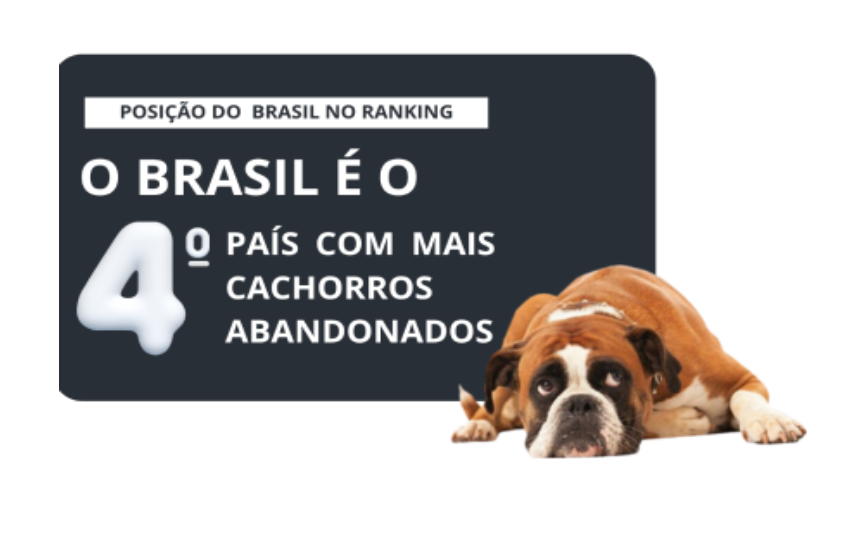 POSIÇÃO DO BRASIL NO RANKING
O BRASIL É O
4º PAÍS COM MAIS
CACHORROS
ABANDONADOS